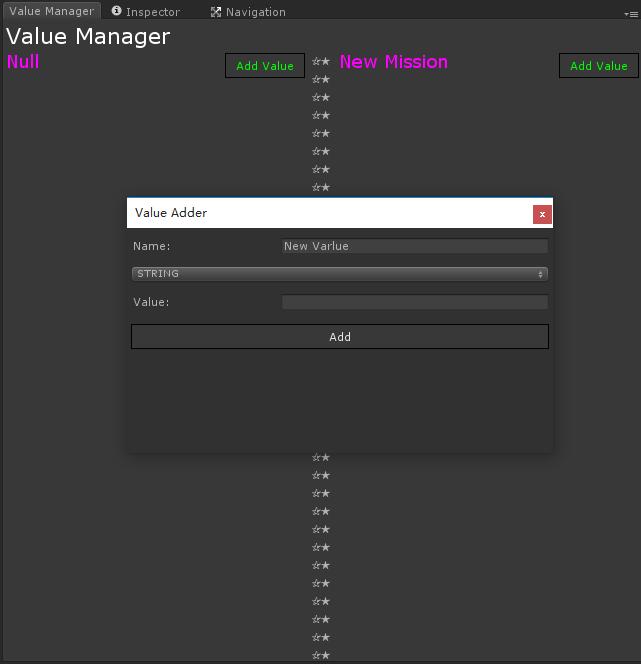 Value Manager Inspector Navigation
Value Manager
Null Add Value ☆★ New Mission Add Value
☆★
☆★
☆★
☆★
☆★
☆★
☆★
Value Adder x
Name: New Varlue
STRING
Value:
Add
☆★
☆★
☆★
☆★
☆★
☆★
☆★
☆★
☆★
☆★
☆★
☆★